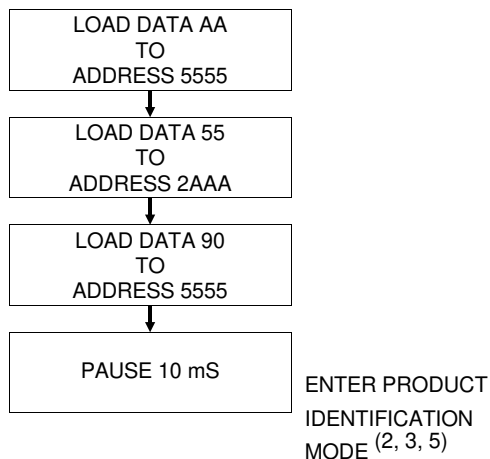 LOAD DATA AA
TO
ADDRESS 5555
LOAD DATA 55
TO
ADDRESS 2AAA
LOAD DATA 90
TO
ADDRESS 5555
PAUSE 10 mS
ENTER PRODUCT
IDENTIFICATION
MODE (2, 3, 5)